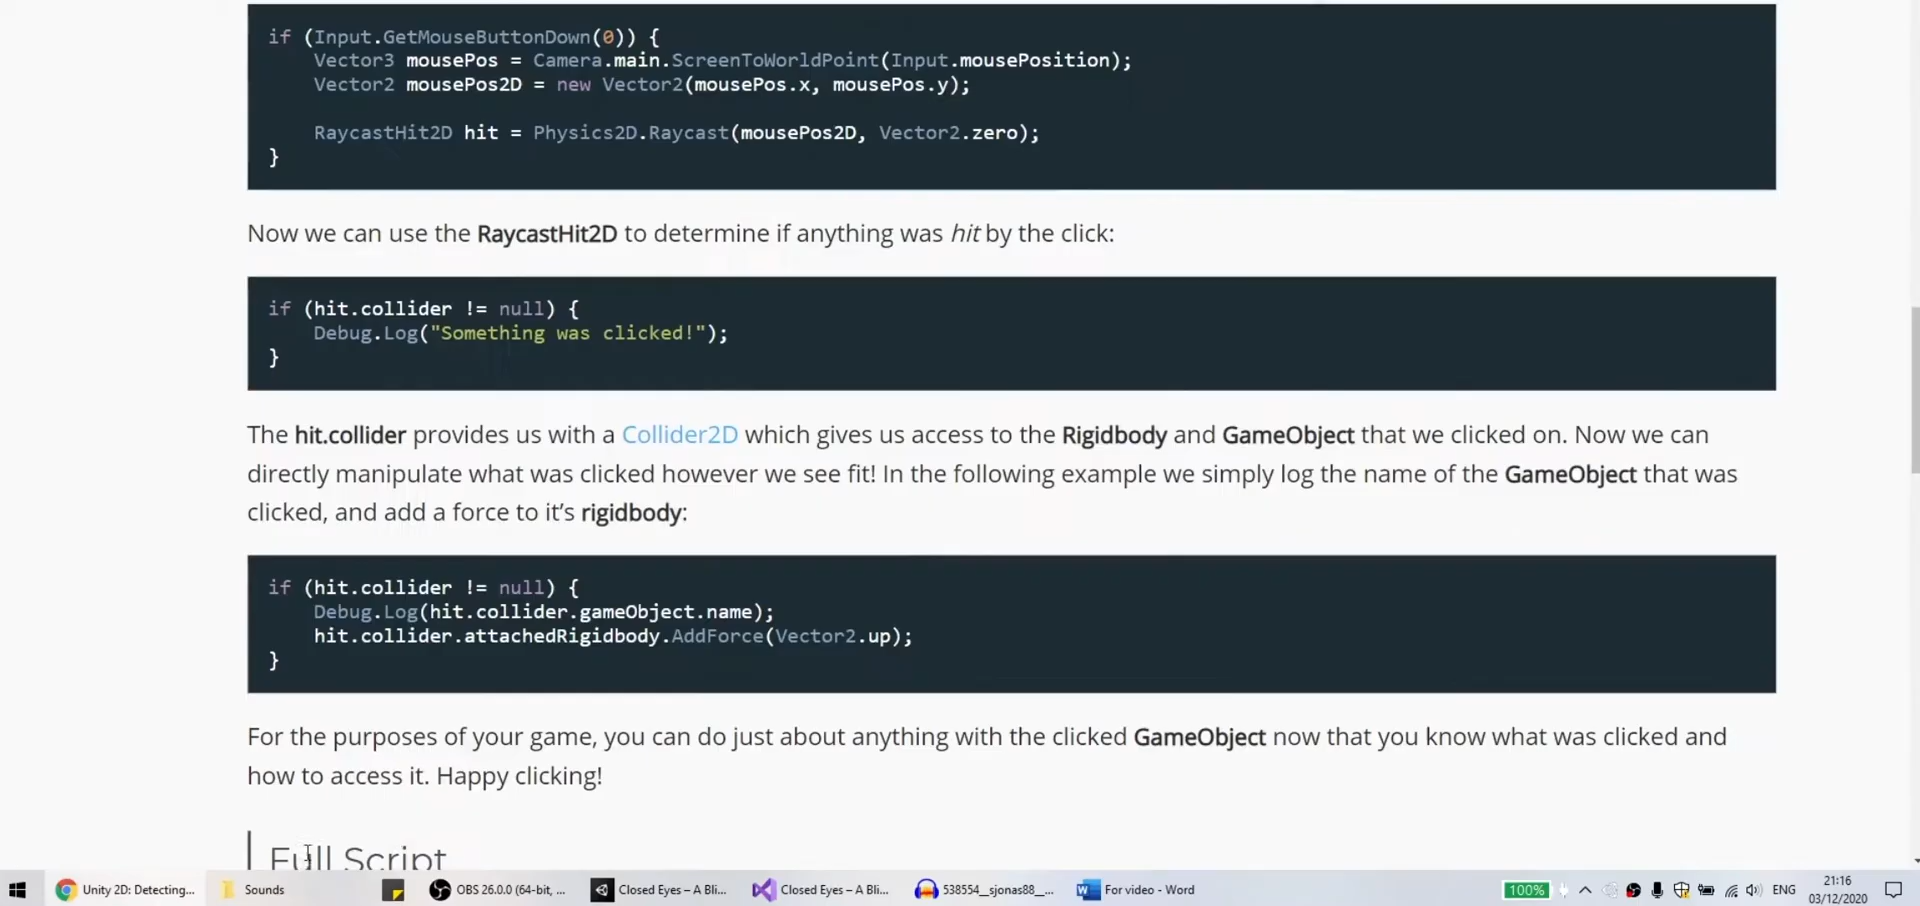 if (Input.GetMouseButtonDown(0)) {
Vector3 mousePos = Camera.main.ScreenToWorldPoint(Input.mousePosition);
Vector2 mousePos2D = new Vector2(mousePos.x, mousePos.y);
RaycastHit2D hit = Physics2D.Raycast(mousePos2D, Vector2.zero);
}
Now we can use the RaycastHit2D to determine if anything was hit by the click:
if (hit.collider != null) {
Debug.Log("Something was clicked!");
}
The hit.collider provides us with a Collider2D which gives us access to the Rigidbody and GameObject that we clicked on. Now we can
directly manipulate what was clicked however we see fit! In the following example we simply log the name of the GameObject that was
clicked, and add a force to it’s rigidbody:
if (hit.collider != null) {
Debug.Log(hit.collider.gameObject.name);
hit.collider.attachedRigidbody.AddForce(Vector2.up);
}
For the purposes of your game, you can do just about anything with the clicked GameObject now that you know what was clicked and
how to access it. Happy clicking!
Full Script
Unity 2D: Detecting... Sounds OBS 26.0.0 (64-bit, ... Closed Eyes – A Bli... Closed Eyes – A Bli... 538554__sjonas88__... For video - Word 100% ENG 21:16
03/12/2020